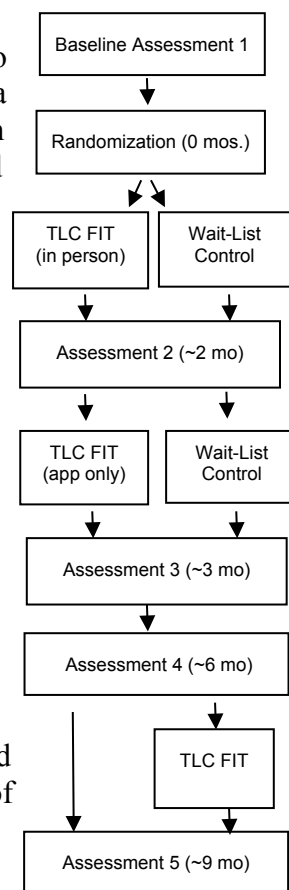 Baseline Assessment 1
o
a
n
Randomization (0 mos.)
d
TLC FIT
(in person)
Wait-List
Control
Assessment 2 (~2 mo)
TLC FIT
(app only)
Wait-List
Control
Assessment 3 (~3 mo)
Assessment 4 (~6 mo)
TLC FIT
d
of
Assessment 5 (~9 mo)